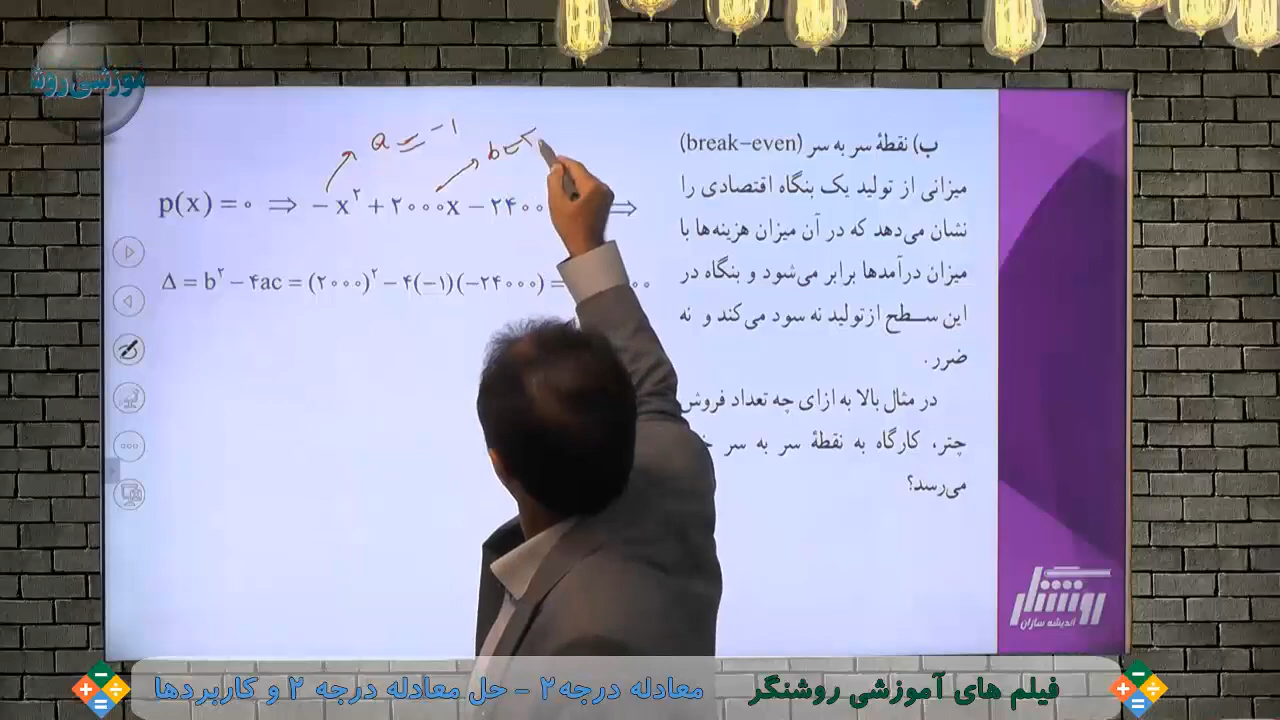 موزشی روش
ب) نقطهٔ سر به سر (break-even)
میزانی از تولید یک بنگاه اقتصادی را
نشان می‌دهد که در آن میزان هزینه‌ها با
میزان درآمدها برابر می‌شود و بنگاه در
این سطح از تولید نه سود می‌کند و نه
ضرر.
در مثال بالا به ازای چه تعداد فروش
چتر، کارگاه به نقطهٔ سر به سر
می‌رسد؟
a = -1
b =
p(x) = ۰ ⇒ -x۲ + ۲۰۰۰x - ۲۴۰۰ ⇒
Δ = b۲ - ۴ac = (۲۰۰۰)۲ - ۴(-۱)(-۲۴۰۰۰) =
روشنگر
اندیشه سازان
فیلم های آموزشی روشنگر
معادله درجه۲ - حل معادله درجه ۲ و کاربردها